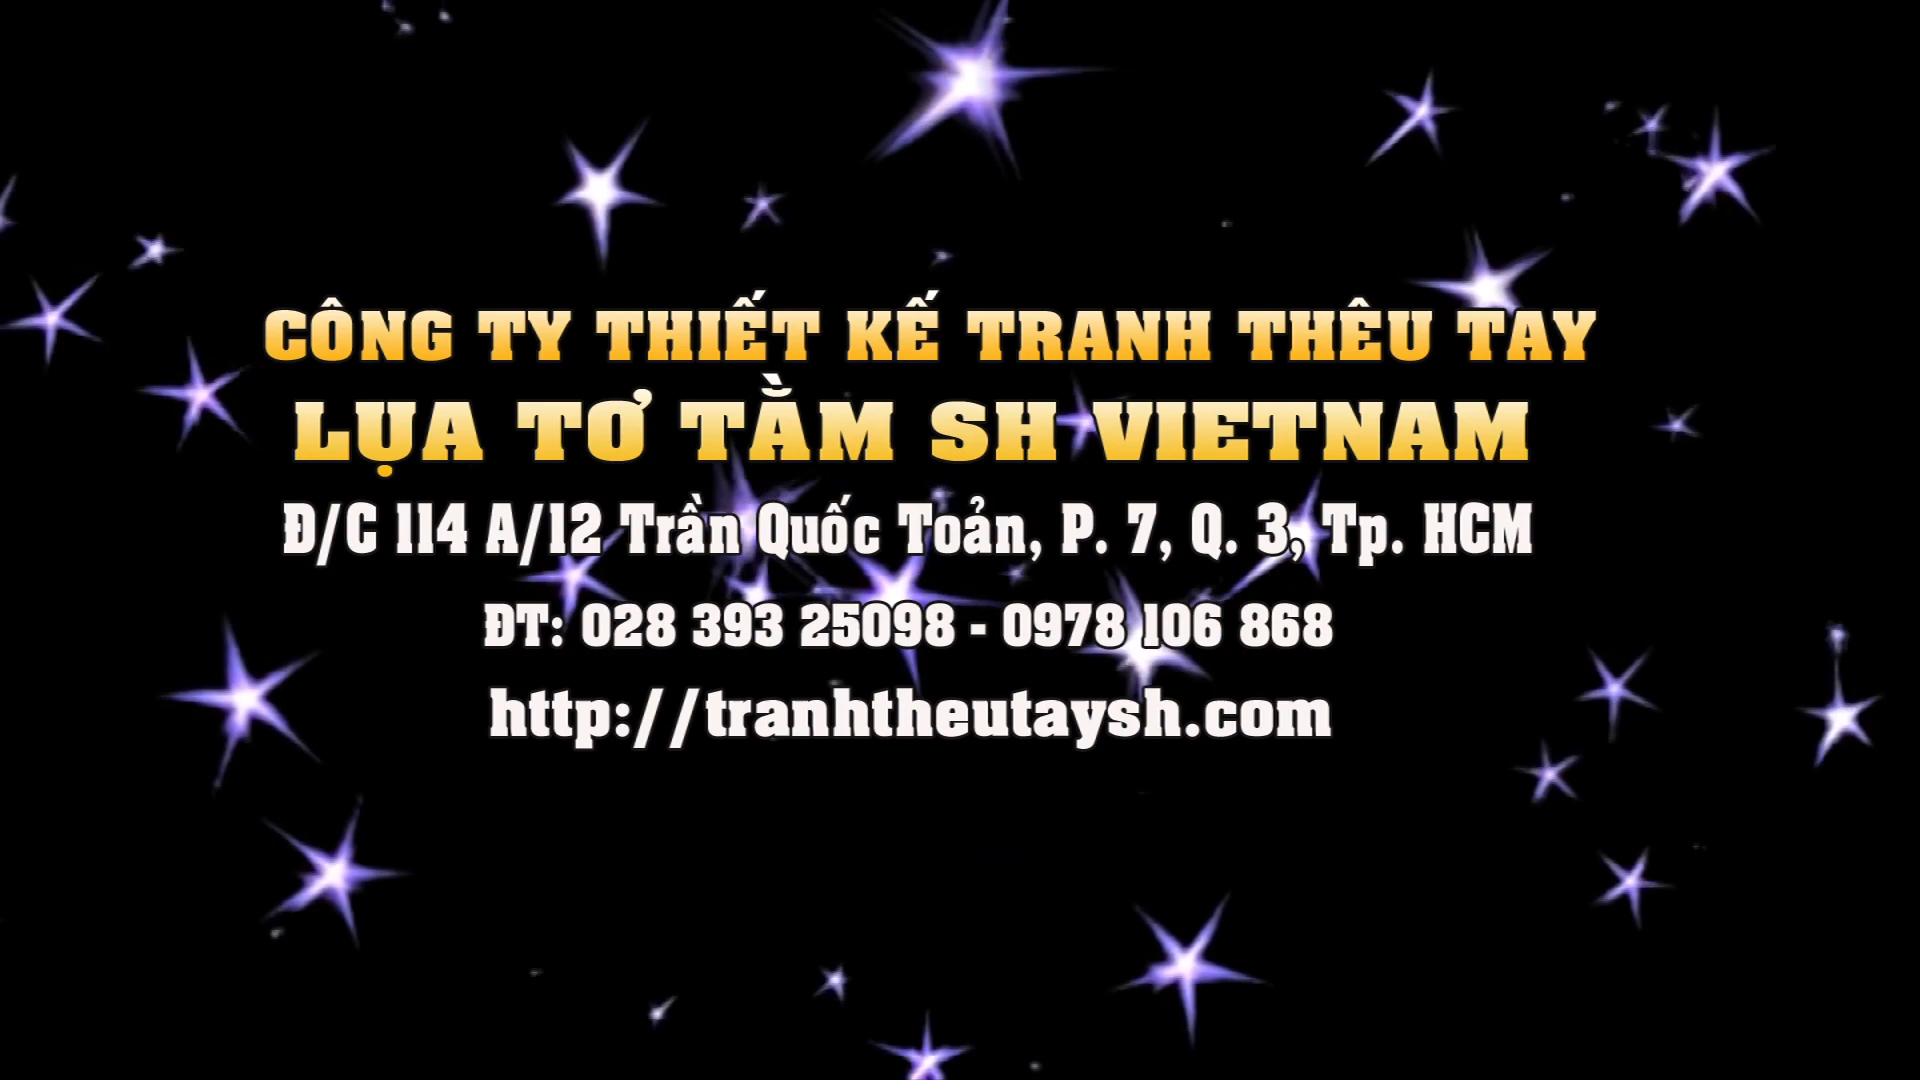 CÔNG TY THIẾT KẾ TRANH THÊU TAY
LỤA TƠ TẰM SH VIETNAM
Đ/C 114 A/12 Trần Quốc Toản, P. 7, Q. 3, Tp. HCM
ĐT: 028 393 25098 - 0978 106 868
http://tranhtheutaysh.com